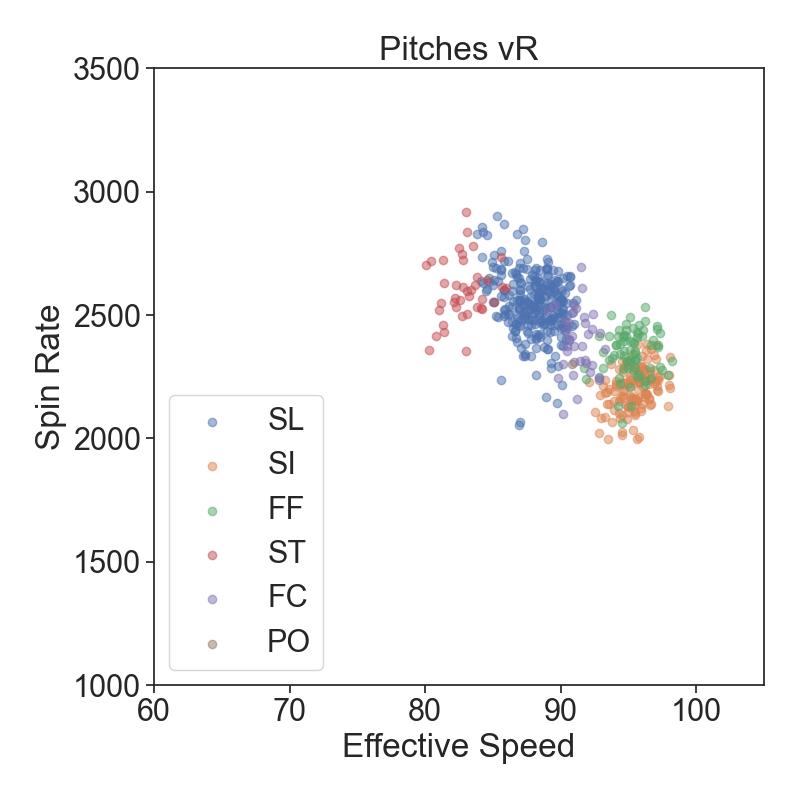 Pitches vR
3500
3000
2500
2000
1500
1000
Spin Rate
SL
SI
FF
ST
FC
PO
60 70 80 90 100
Effective Speed